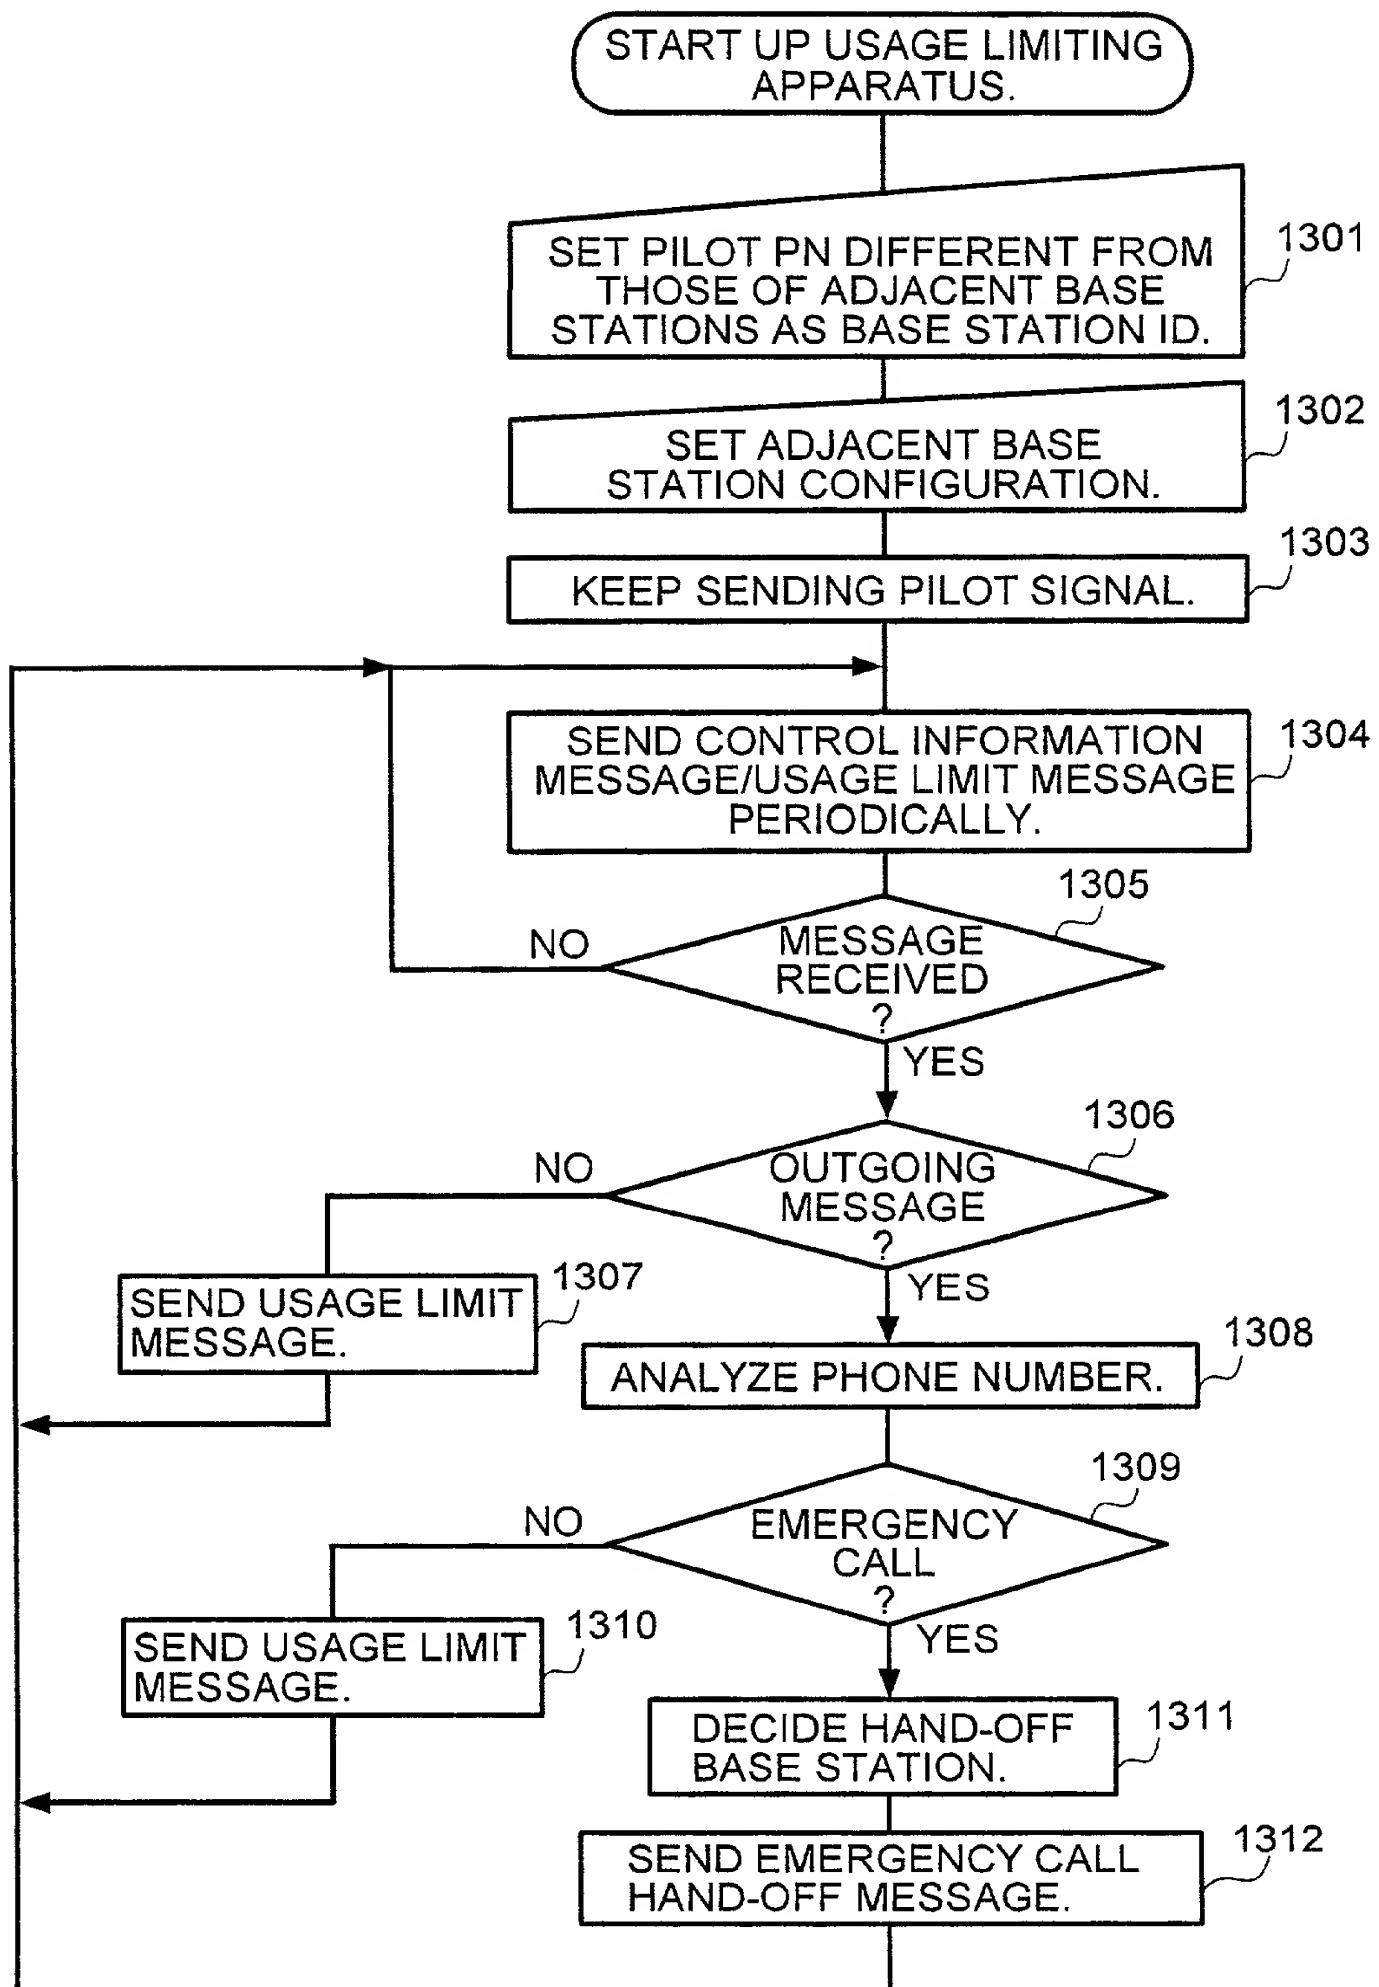 START UP USAGE LIMITING
APPARATUS.
SET PILOT PN DIFFERENT FROM
THOSE OF ADJACENT BASE
STATIONS AS BASE STATION ID.
1301
SET ADJACENT BASE
STATION CONFIGURATION.
1302
KEEP SENDING PILOT SIGNAL.
1303
SEND CONTROL INFORMATION
MESSAGE/USAGE LIMIT MESSAGE
PERIODICALLY.
1304
MESSAGE
RECEIVED
?
1305
NO
YES
OUTGOING
MESSAGE
?
1306
NO
YES
SEND USAGE LIMIT
MESSAGE.
1307
ANALYZE PHONE NUMBER.
1308
EMERGENCY
CALL
?
1309
NO
YES
SEND USAGE LIMIT
MESSAGE.
1310
DECIDE HAND-OFF
BASE STATION.
1311
SEND EMERGENCY CALL
HAND-OFF MESSAGE.
1312